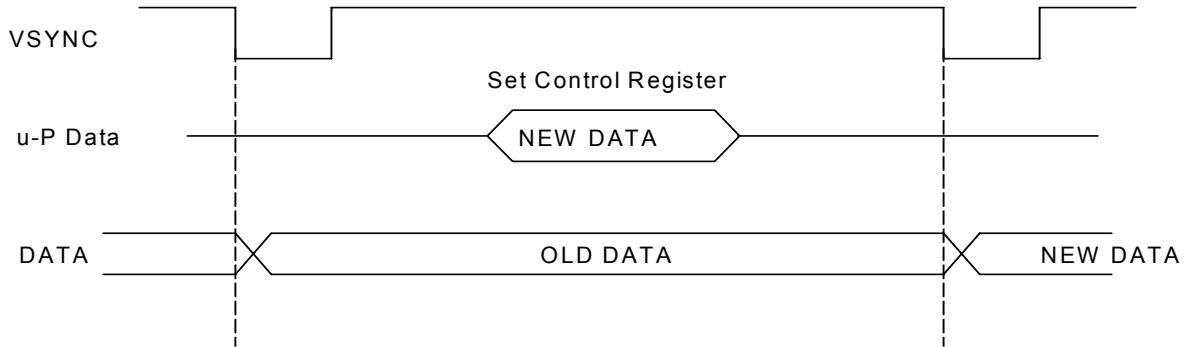 VSYNC
Set Control Register
u-P Data
NEW DATA
DATA
OLD DATA
NEW DATA